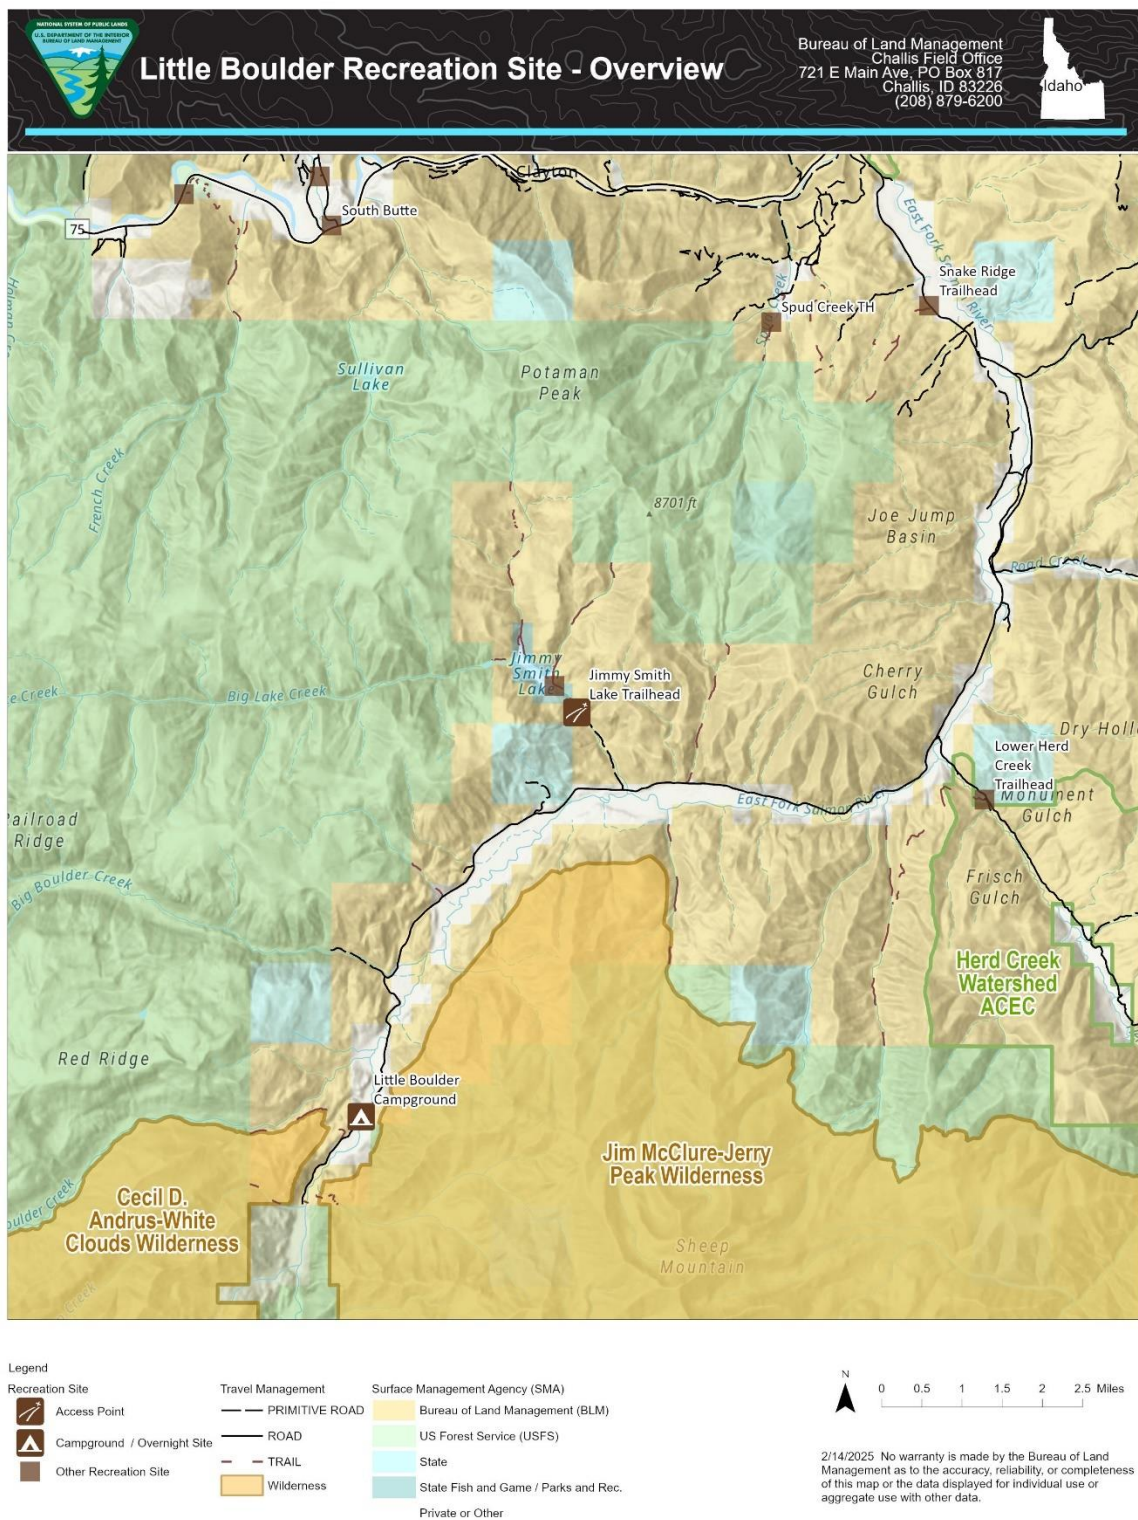 NATIONAL SYSTEM OF PUBLIC LANDS
U.S. DEPARTMENT OF THE INTERIOR
BUREAU OF LAND MANAGEMENT
Little Boulder Recreation Site - Overview
Bureau of Land Management
Challis Field Office
721 E Main Ave, PO Box 817
Challis, ID 83226
(208) 879-6200
Idaho
Clayton
South Butte
75
East Fork
River
Snake Ridge
Trailhead
Spud Creek TH
Sullivan
Lake
Potaman
Peak
French Creek
8701 ft
Joe Jump
Basin
Road Creek
Jimmy
Smith
Lake
Jimmy Smith
Lake Trailhead
Cherry
Gulch
Big Lake Creek
Dry Hollo
Lower Herd
Creek
Trailhead
Monument
Gulch
East Fork Salmon River
Railroad
Ridge
Big Boulder Creek
Frisch
Gulch
Herd Creek
Watershed
ACEC
Red Ridge
Little Boulder
Campground
Jim McClure-Jerry
Peak Wilderness
Cecil D.
Andrus-White
Clouds Wilderness
oulder Creek
Sheep
Mountain
Creek
Legend
Recreation Site
Access Point
Campground / Overnight Site
Other Recreation Site
Travel Management
PRIMITIVE ROAD
ROAD
TRAIL
Wilderness
Surface Management Agency (SMA)
Bureau of Land Management (BLM)
US Forest Service (USFS)
State
State Fish and Game / Parks and Rec.
Private or Other
N
0 0.5 1 1.5 2 2.5 Miles
2/14/2025 No warranty is made by the Bureau of Land
Management as to the accuracy, reliability, or completeness
of this map or the data displayed for individual use or
aggregate use with other data.